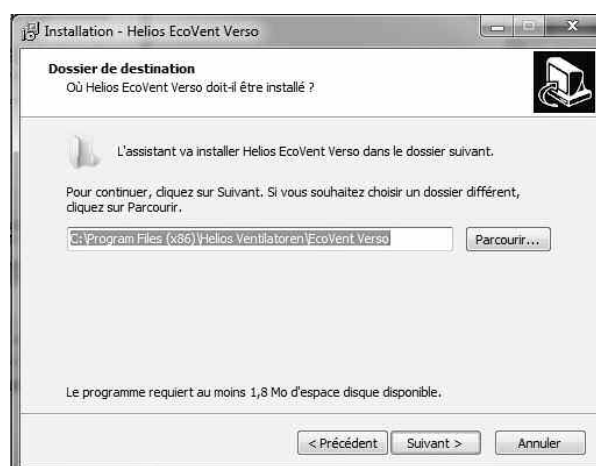 Installation - Helios EcoVent Verso
Dossier de destination
Où Helios EcoVent Verso doit-il être installé ?
L'assistant va installer Helios EcoVent Verso dans le dossier suivant.
Pour continuer, cliquez sur Suivant. Si vous souhaitez choisir un dossier différent,
cliquez sur Parcourir.
C:\Program Files (x86)\Helios Ventilatoren\EcoVent Verso
Parcourir...
Le programme requiert au moins 1,8 Mo d'espace disque disponible.
< Précédent
Suivant >
Annuler